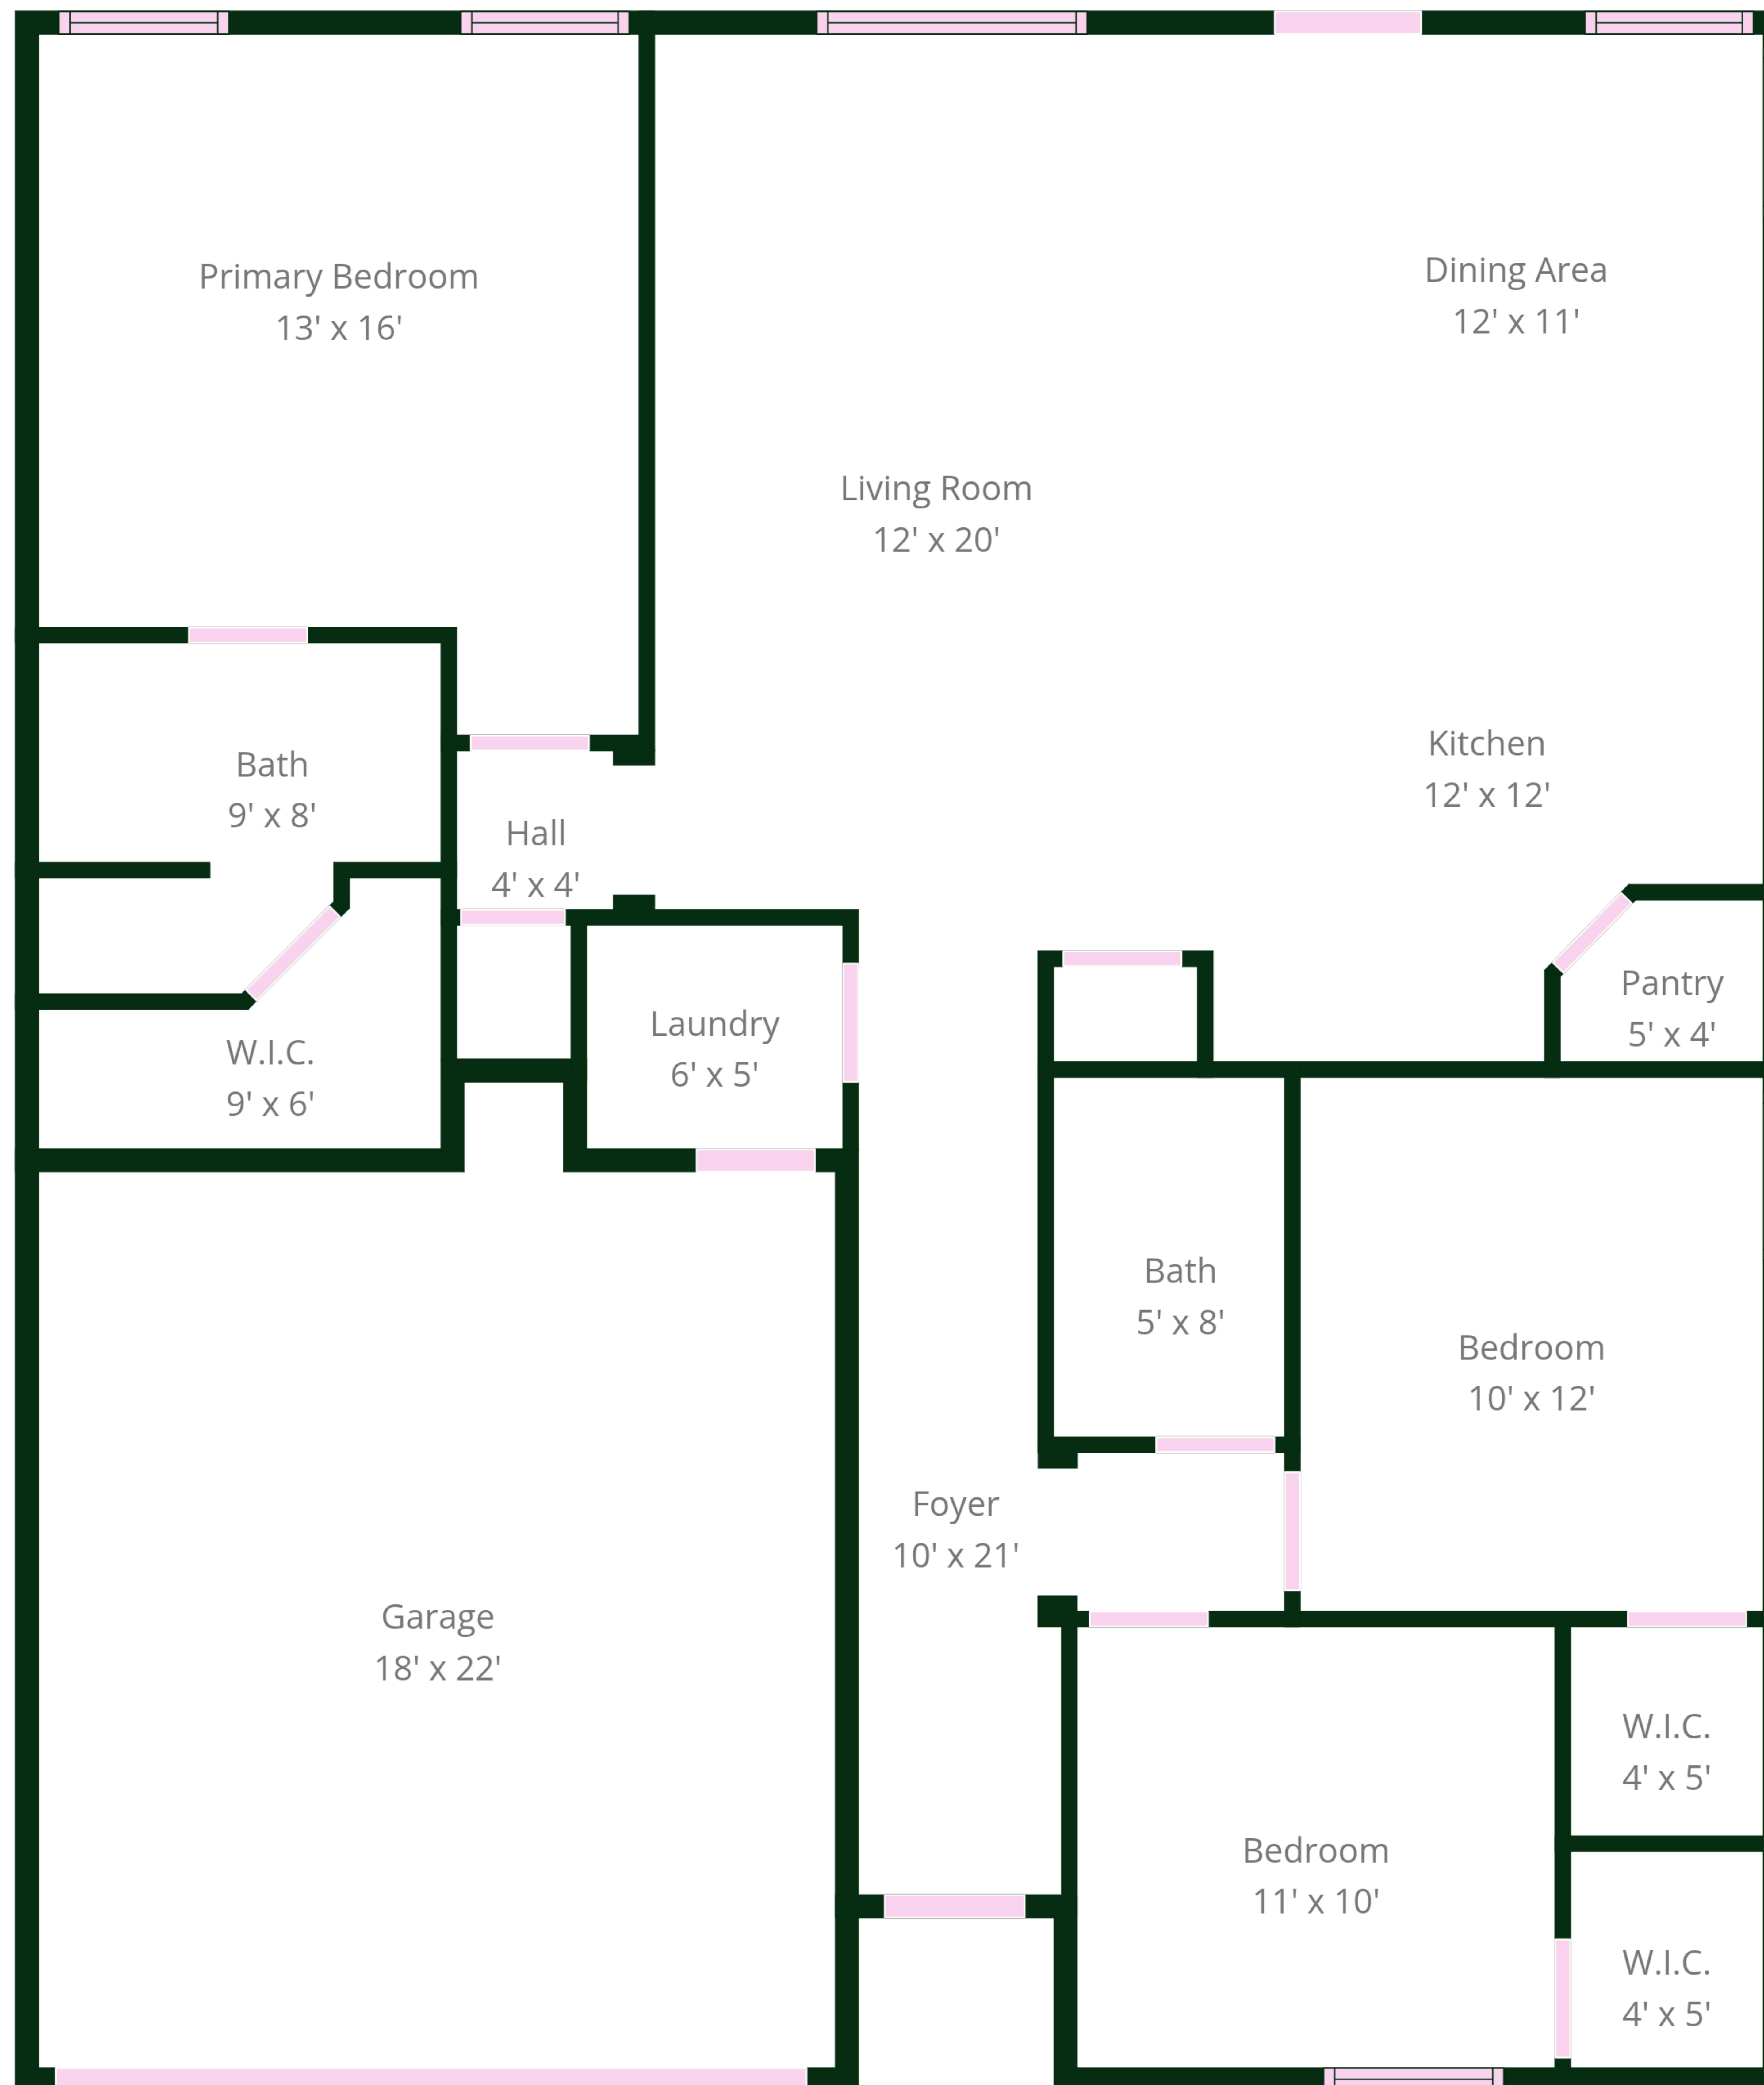 Primary Bedroom
13' x 16'
Dining Area
12' x 11'
Living Room
12' x 20'
Kitchen
12' x 12'
Bath
9' x 8'
Hall
4' x 4'
Pantry
5' x 4'
Laundry
6' x 5'
W.I.C.
9' x 6'
Bath
5' x 8'
Bedroom
10' x 12'
Foyer
10' x 21'
Garage
18' x 22'
W.I.C.
4' x 5'
Bedroom
11' x 10'
W.I.C.
4' x 5'